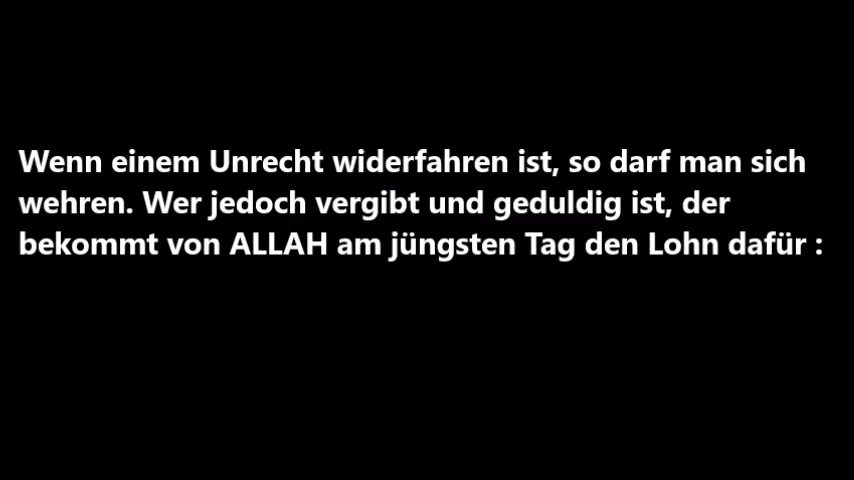 Wenn einem Unrecht widerfahren ist, so darf man sich
wehren. Wer jedoch vergibt und geduldig ist, der
bekommt von ALLAH am jüngsten Tag den Lohn dafür :